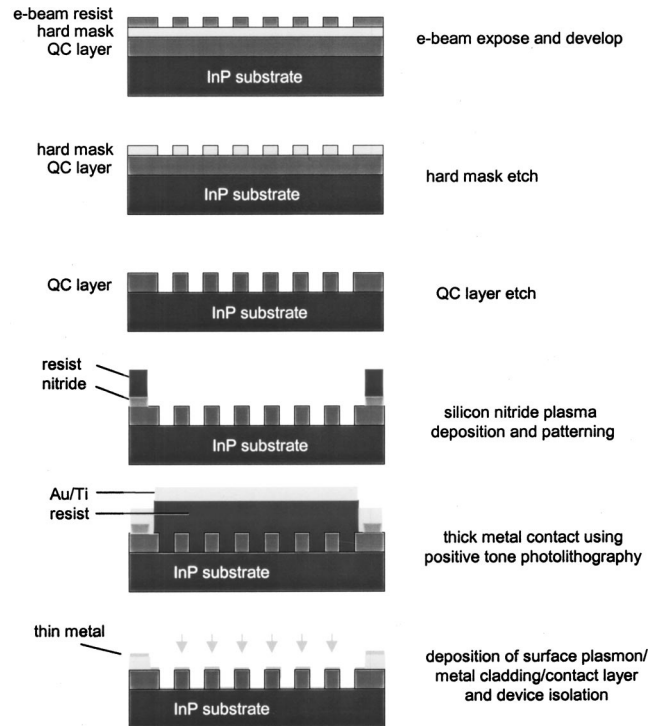 e-beam resist
hard mask
QC layer
InP substrate
e-beam expose and develop
hard mask
QC layer
InP substrate
hard mask etch
QC layer
InP substrate
QC layer etch
resist
nitride
InP substrate
silicon nitride plasma
deposition and patterning
Au/Ti
resist
InP substrate
thick metal contact using
positive tone photolithography
thin metal
InP substrate
deposition of surface plasmon/
metal cladding/contact layer
and device isolation